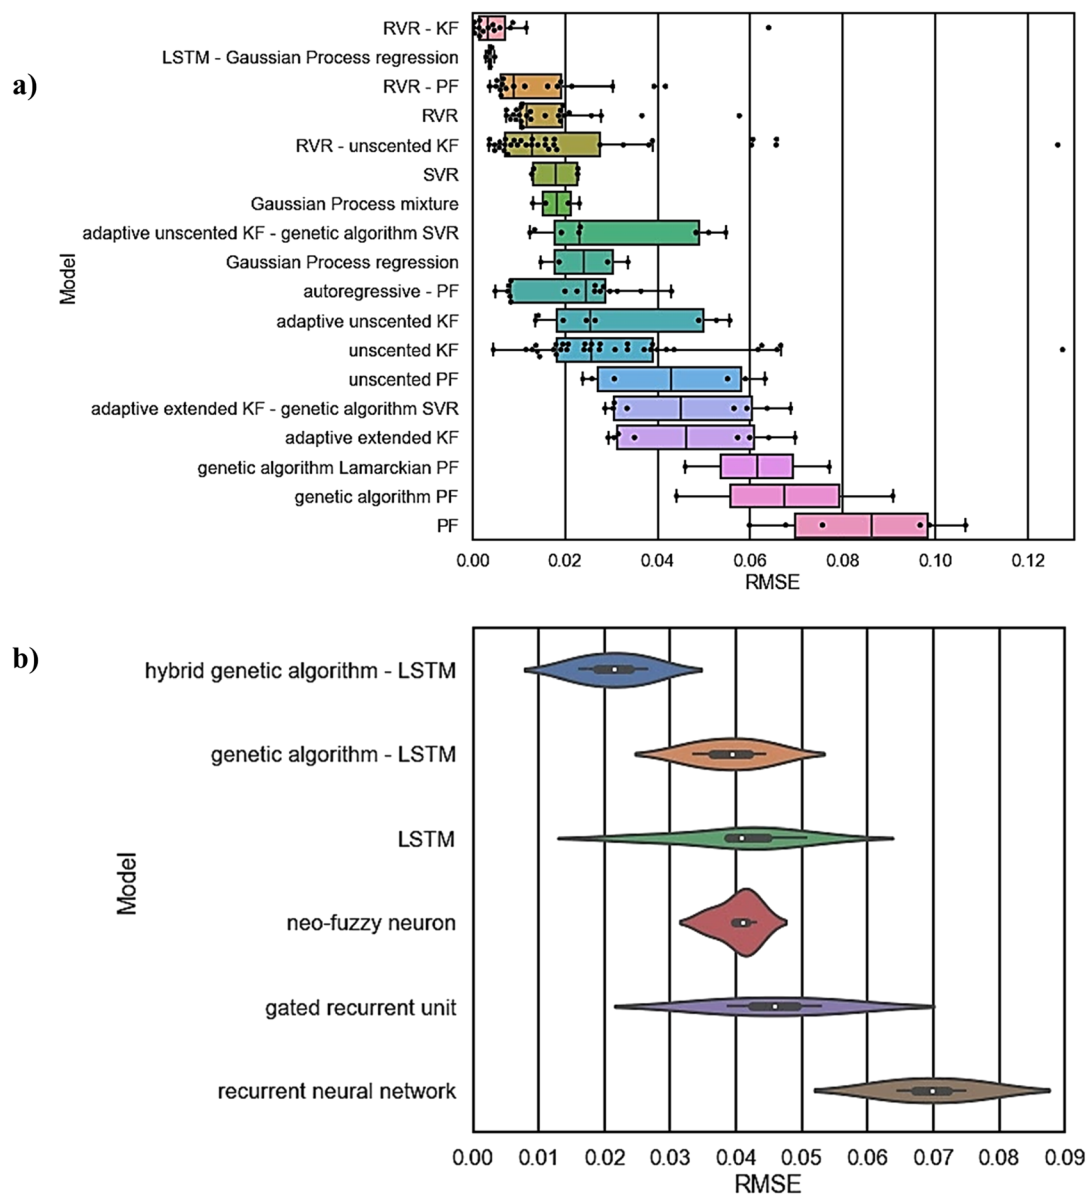 a)
RVR - KF
LSTM - Gaussian Process regression
RVR - PF
RVR
RVR - unscented KF
SVR
Gaussian Process mixture
adaptive unscented KF - genetic algorithm SVR
Gaussian Process regression
autoregressive - PF
adaptive unscented KF
unscented KF
unscented PF
adaptive extended KF - genetic algorithm SVR
adaptive extended KF
genetic algorithm Lamarckian PF
genetic algorithm PF
PF
Model
0.00 0.02 0.04 0.06 0.08 0.10 0.12
RMSE
b)
hybrid genetic algorithm - LSTM
genetic algorithm - LSTM
LSTM
neo-fuzzy neuron
gated recurrent unit
recurrent neural network
Model
0.00 0.01 0.02 0.03 0.04 0.05 0.06 0.07 0.08 0.09
RMSE